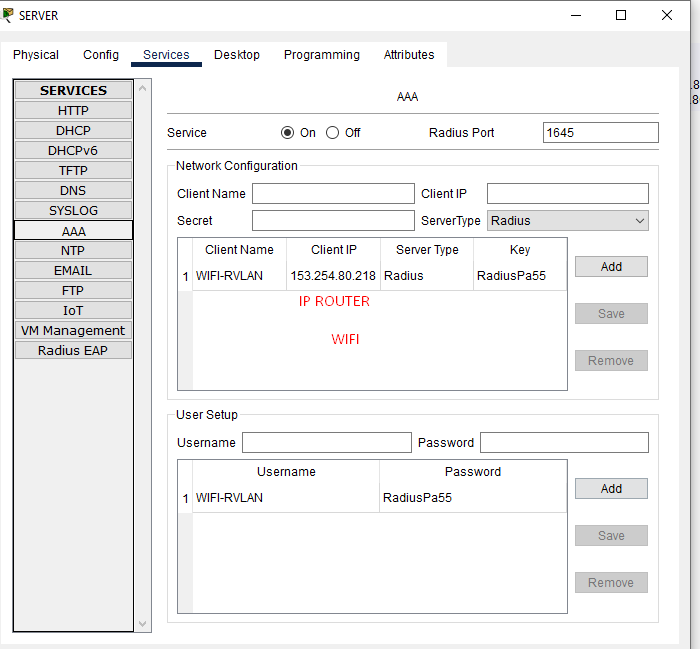 SERVER
Physical Config Services Desktop Programming Attributes
SERVICES
HTTP
DHCP
DHCPv6
TFTP
DNS
SYSLOG
AAA
NTP
EMAIL
FTP
IoT
VM Management
Radius EAP
AAA
Service On Off Radius Port 1645
Network Configuration
Client Name Client IP
Secret ServerType Radius
Client Name Client IP Server Type Key
1 WIFI-RVLAN 153.254.80.218 Radius RadiusPa55
IP ROUTER
WIFI
Add
Save
Remove
User Setup
Username Password
Username Password
1 WIFI-RVLAN RadiusPa55
Add
Save
Remove